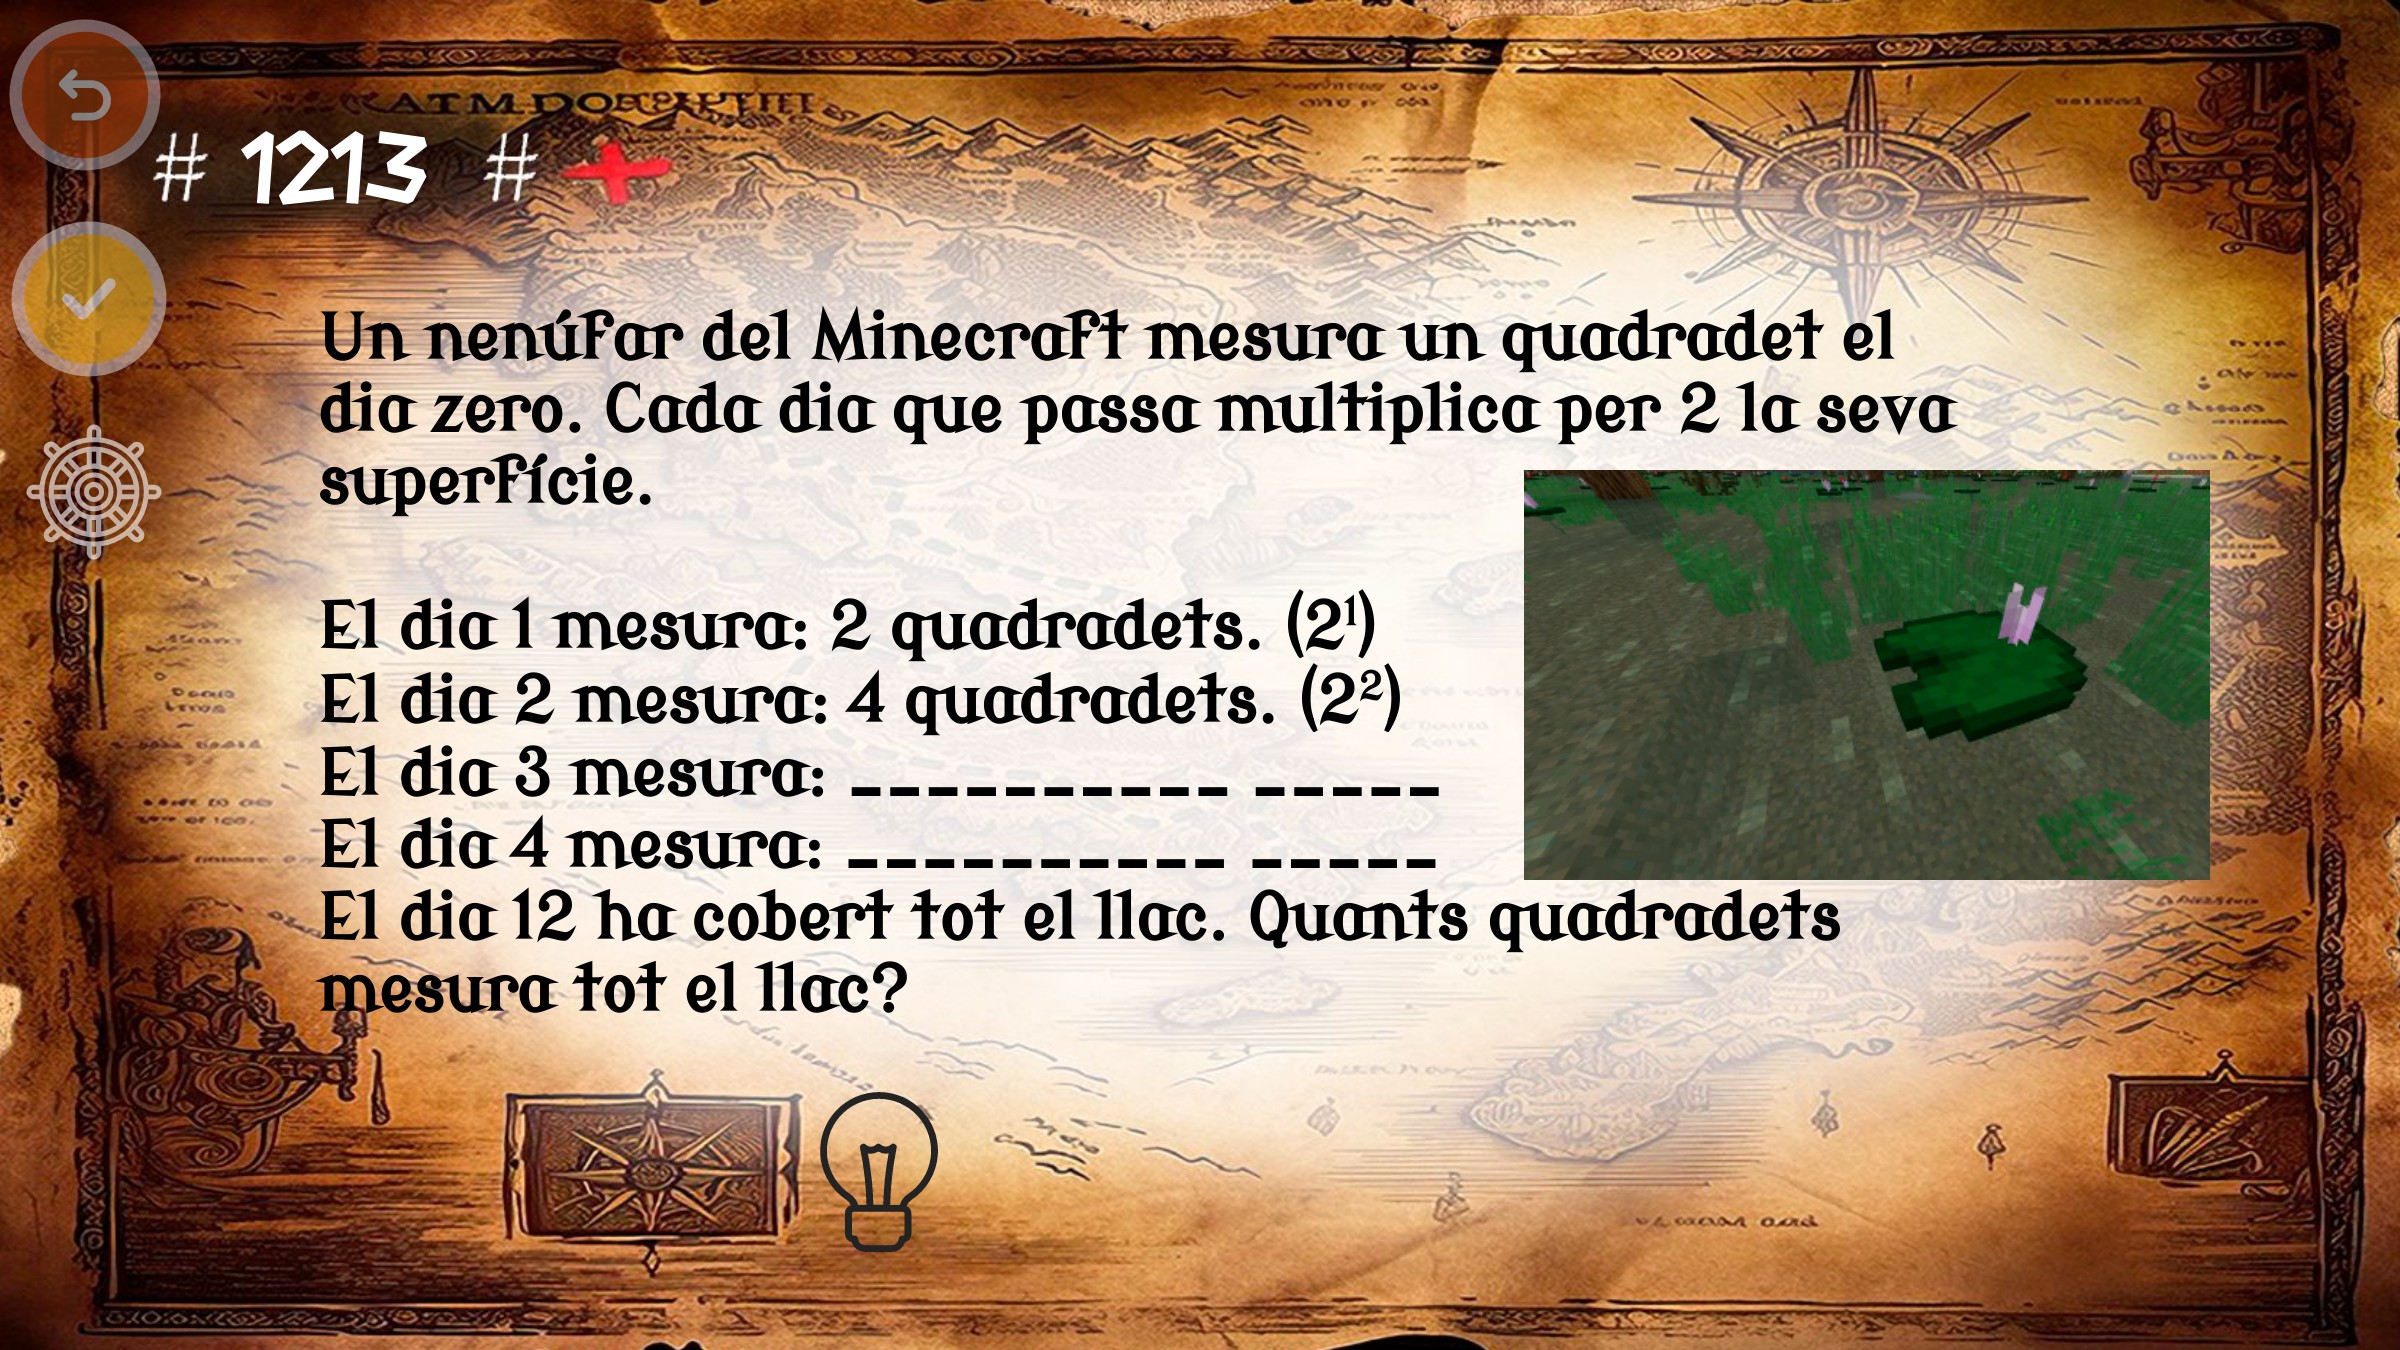 # 1213 #
Un nenúfar del Minecraft mesura un quadradet el
dia zero. Cada dia que passa multiplica per 2 la seva
superfície.
El dia 1 mesura: 2 quadradets. (2¹)
El dia 2 mesura: 4 quadradets. (2²)
El dia 3 mesura: __________ _____
El dia 4 mesura: __________ _____
El dia 12 ha cobert tot el llac. Quants quadradets
mesura tot el llac?